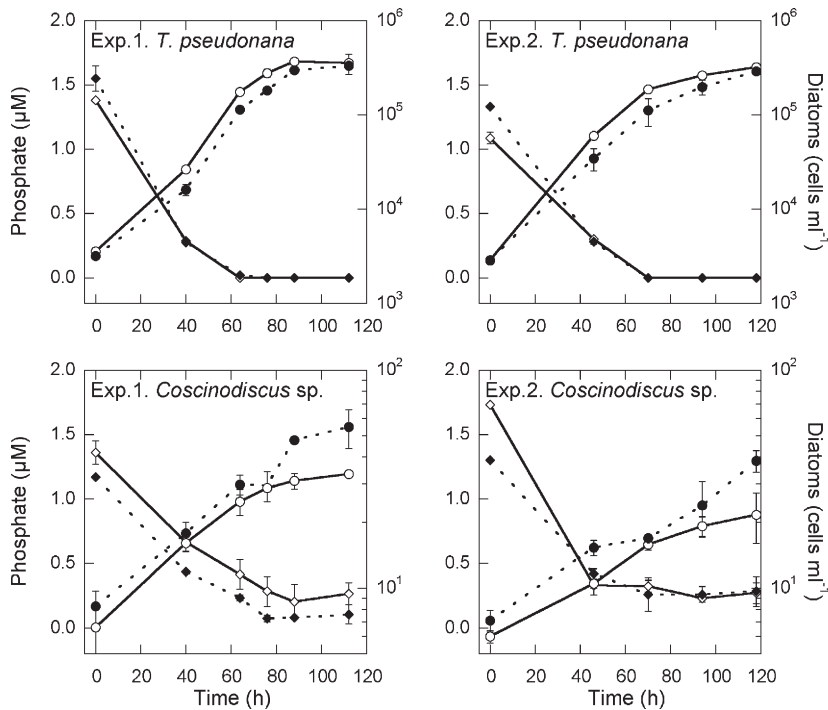 Exp.1. T. pseudonana
Phosphate (µM)
2.0
1.5
1.0
0.5
0.0
10⁶
10⁵
10⁴
10³
0 20 40 60 80 100 120
Exp.2. T. pseudonana
2.0
1.5
1.0
0.5
0.0
10⁶
10⁵
10⁴
10³
Diatoms (cells ml⁻¹)
0 20 40 60 80 100 120
Exp.1. Coscinodiscus sp.
Phosphate (µM)
2.0
1.5
1.0
0.5
0.0
10²
10¹
0 20 40 60 80 100 120
Time (h)
Exp.2. Coscinodiscus sp.
2.0
1.5
1.0
0.5
0.0
10²
10¹
Diatoms (cells ml⁻¹)
0 20 40 60 80 100 120
Time (h)